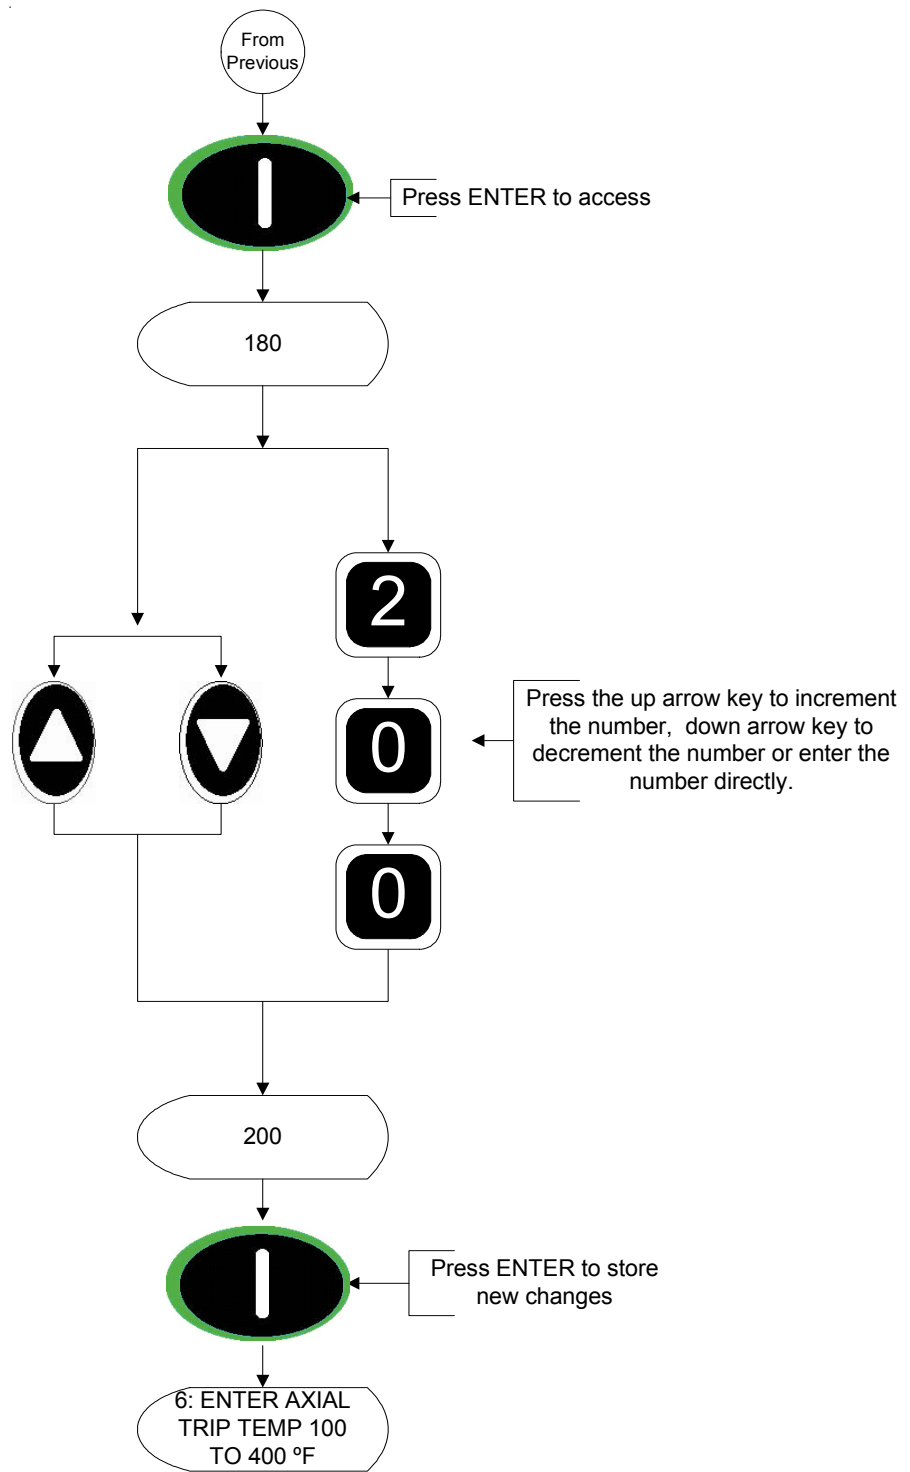 From
Previous
Press ENTER to access
180
2
0
Press the up arrow key to increment
the number, down arrow key to
decrement the number or enter the
number directly.
0
200
Press ENTER to store
new changes
6: ENTER AXIAL
TRIP TEMP 100
TO 400 ºF